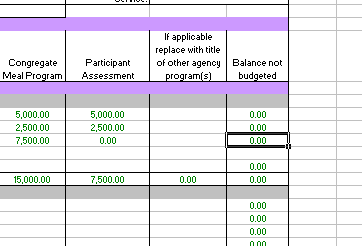 If applicable
replace with title
Congregate Participant of other agency Balance not
Meal Program Assessment program(s) budgeted
5,000.00 5,000.00 0.00
2,500.00 2,500.00 0.00
7,500.00 0.00 0.00
0.00
15,000.00 7,500.00 0.00 0.00
0.00
0.00
0.00
0.00